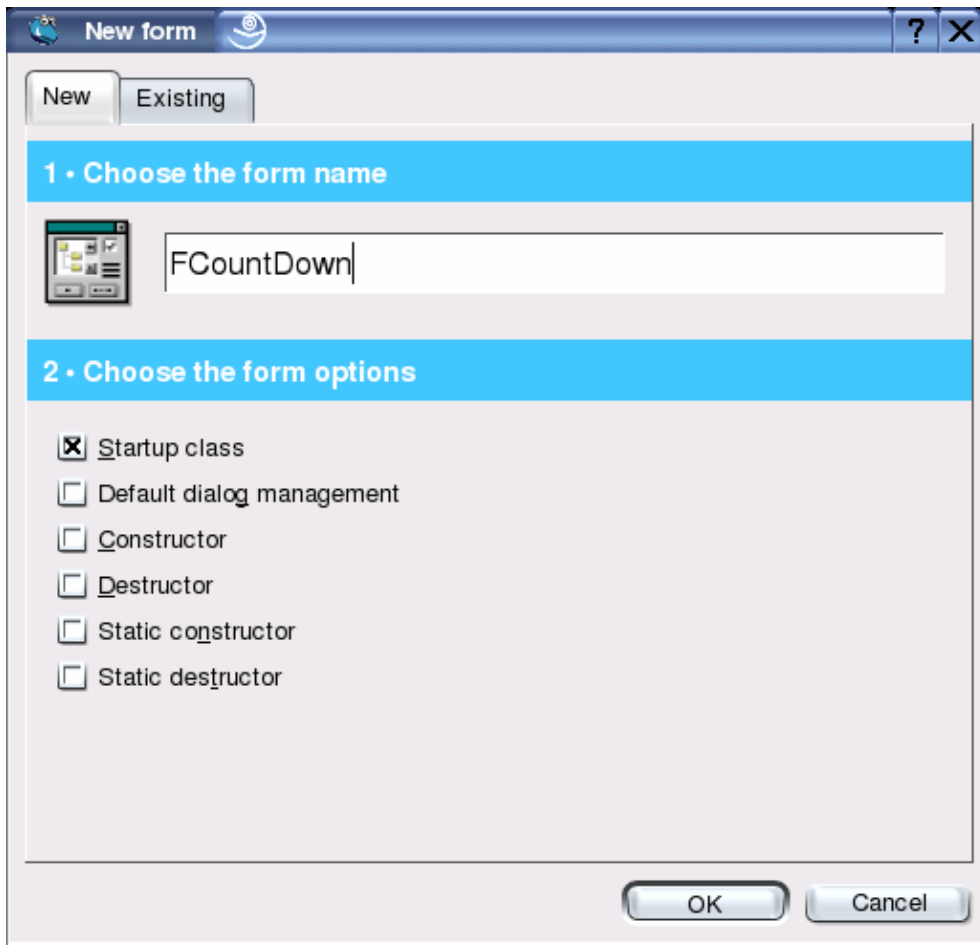 New form
?
New Existing
1 • Choose the form name
FCountDown
2 • Choose the form options
Startup class
Default dialog management
Constructor
Destructor
Static constructor
Static destructor
OK Cancel